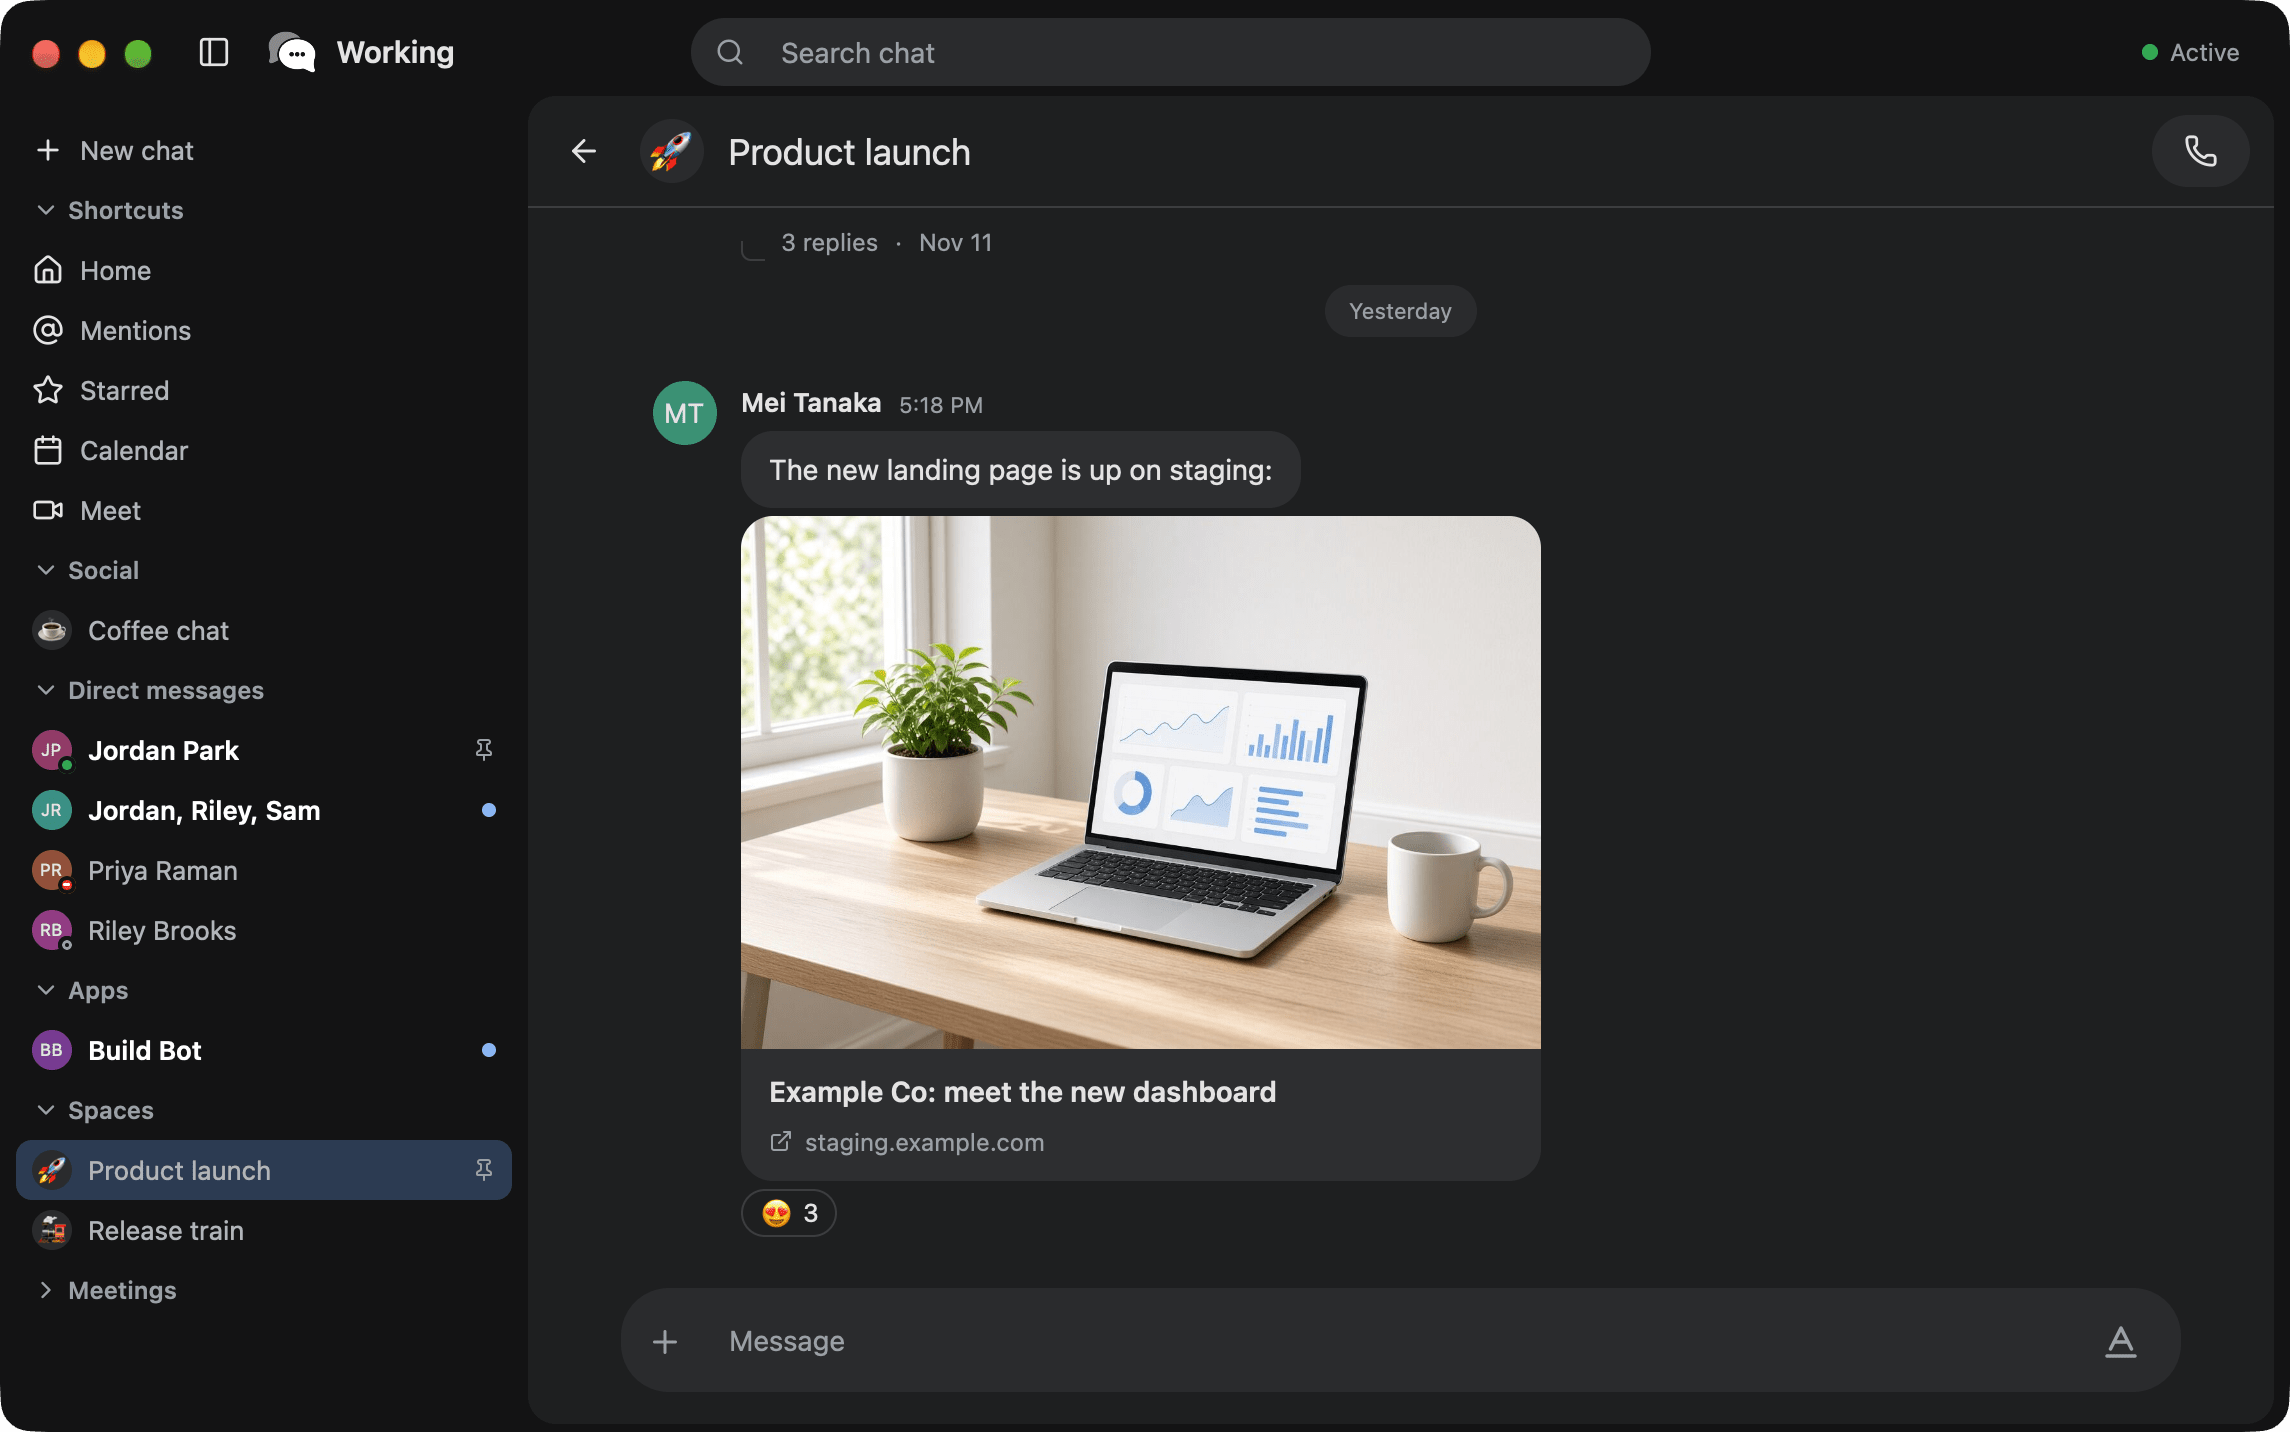 Working
Search chat
Active
New chat
Shortcuts
Home
Mentions
Starred
Calendar
Meet
Social
Coffee chat
Direct messages
JP Jordan Park
JR Jordan, Riley, Sam
PR Priya Raman
RB Riley Brooks
Apps
BB Build Bot
Spaces
Product launch
Release train
Meetings
Product launch
3 replies · Nov 11
Yesterday
MT Mei Tanaka 5:18 PM
The new landing page is up on staging:
Example Co: meet the new dashboard
staging.example.com
😍 3
Message